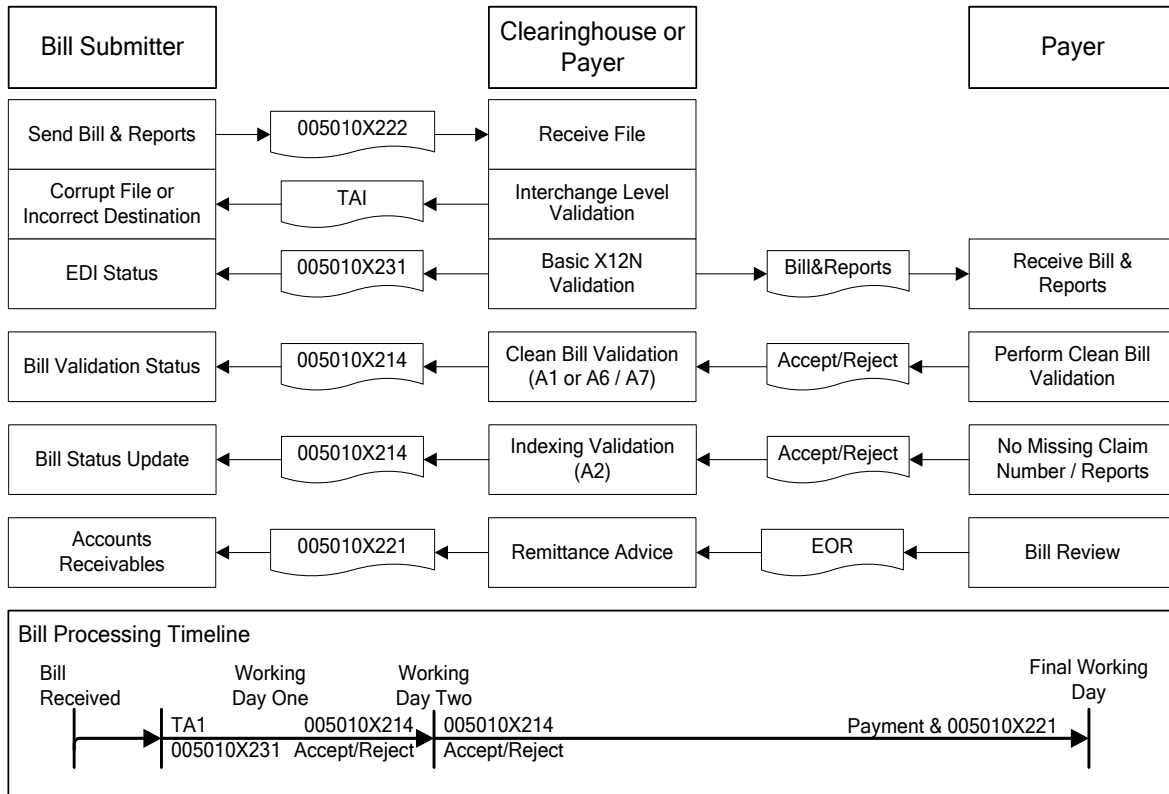 Bill Submitter
Clearinghouse or
Payer
Payer
Send Bill & Reports
005010X222
Receive File
Corrupt File or
Incorrect Destination
TAI
Interchange Level
Validation
EDI Status
005010X231
Basic X12N
Validation
Bill&Reports
Receive Bill &
Reports
Bill Validation Status
005010X214
Clean Bill Validation
(A1 or A6 / A7)
Accept/Reject
Perform Clean Bill
Validation
Bill Status Update
005010X214
Indexing Validation
(A2)
Accept/Reject
No Missing Claim
Number / Reports
Accounts
Receivables
005010X221
Remittance Advice
EOR
Bill Review
Bill Processing Timeline
Bill
Received
Working
Day One
Working
Day Two
Final Working
Day
TA1
005010X214
005010X214
Payment & 005010X221
005010X231
Accept/Reject
Accept/Reject